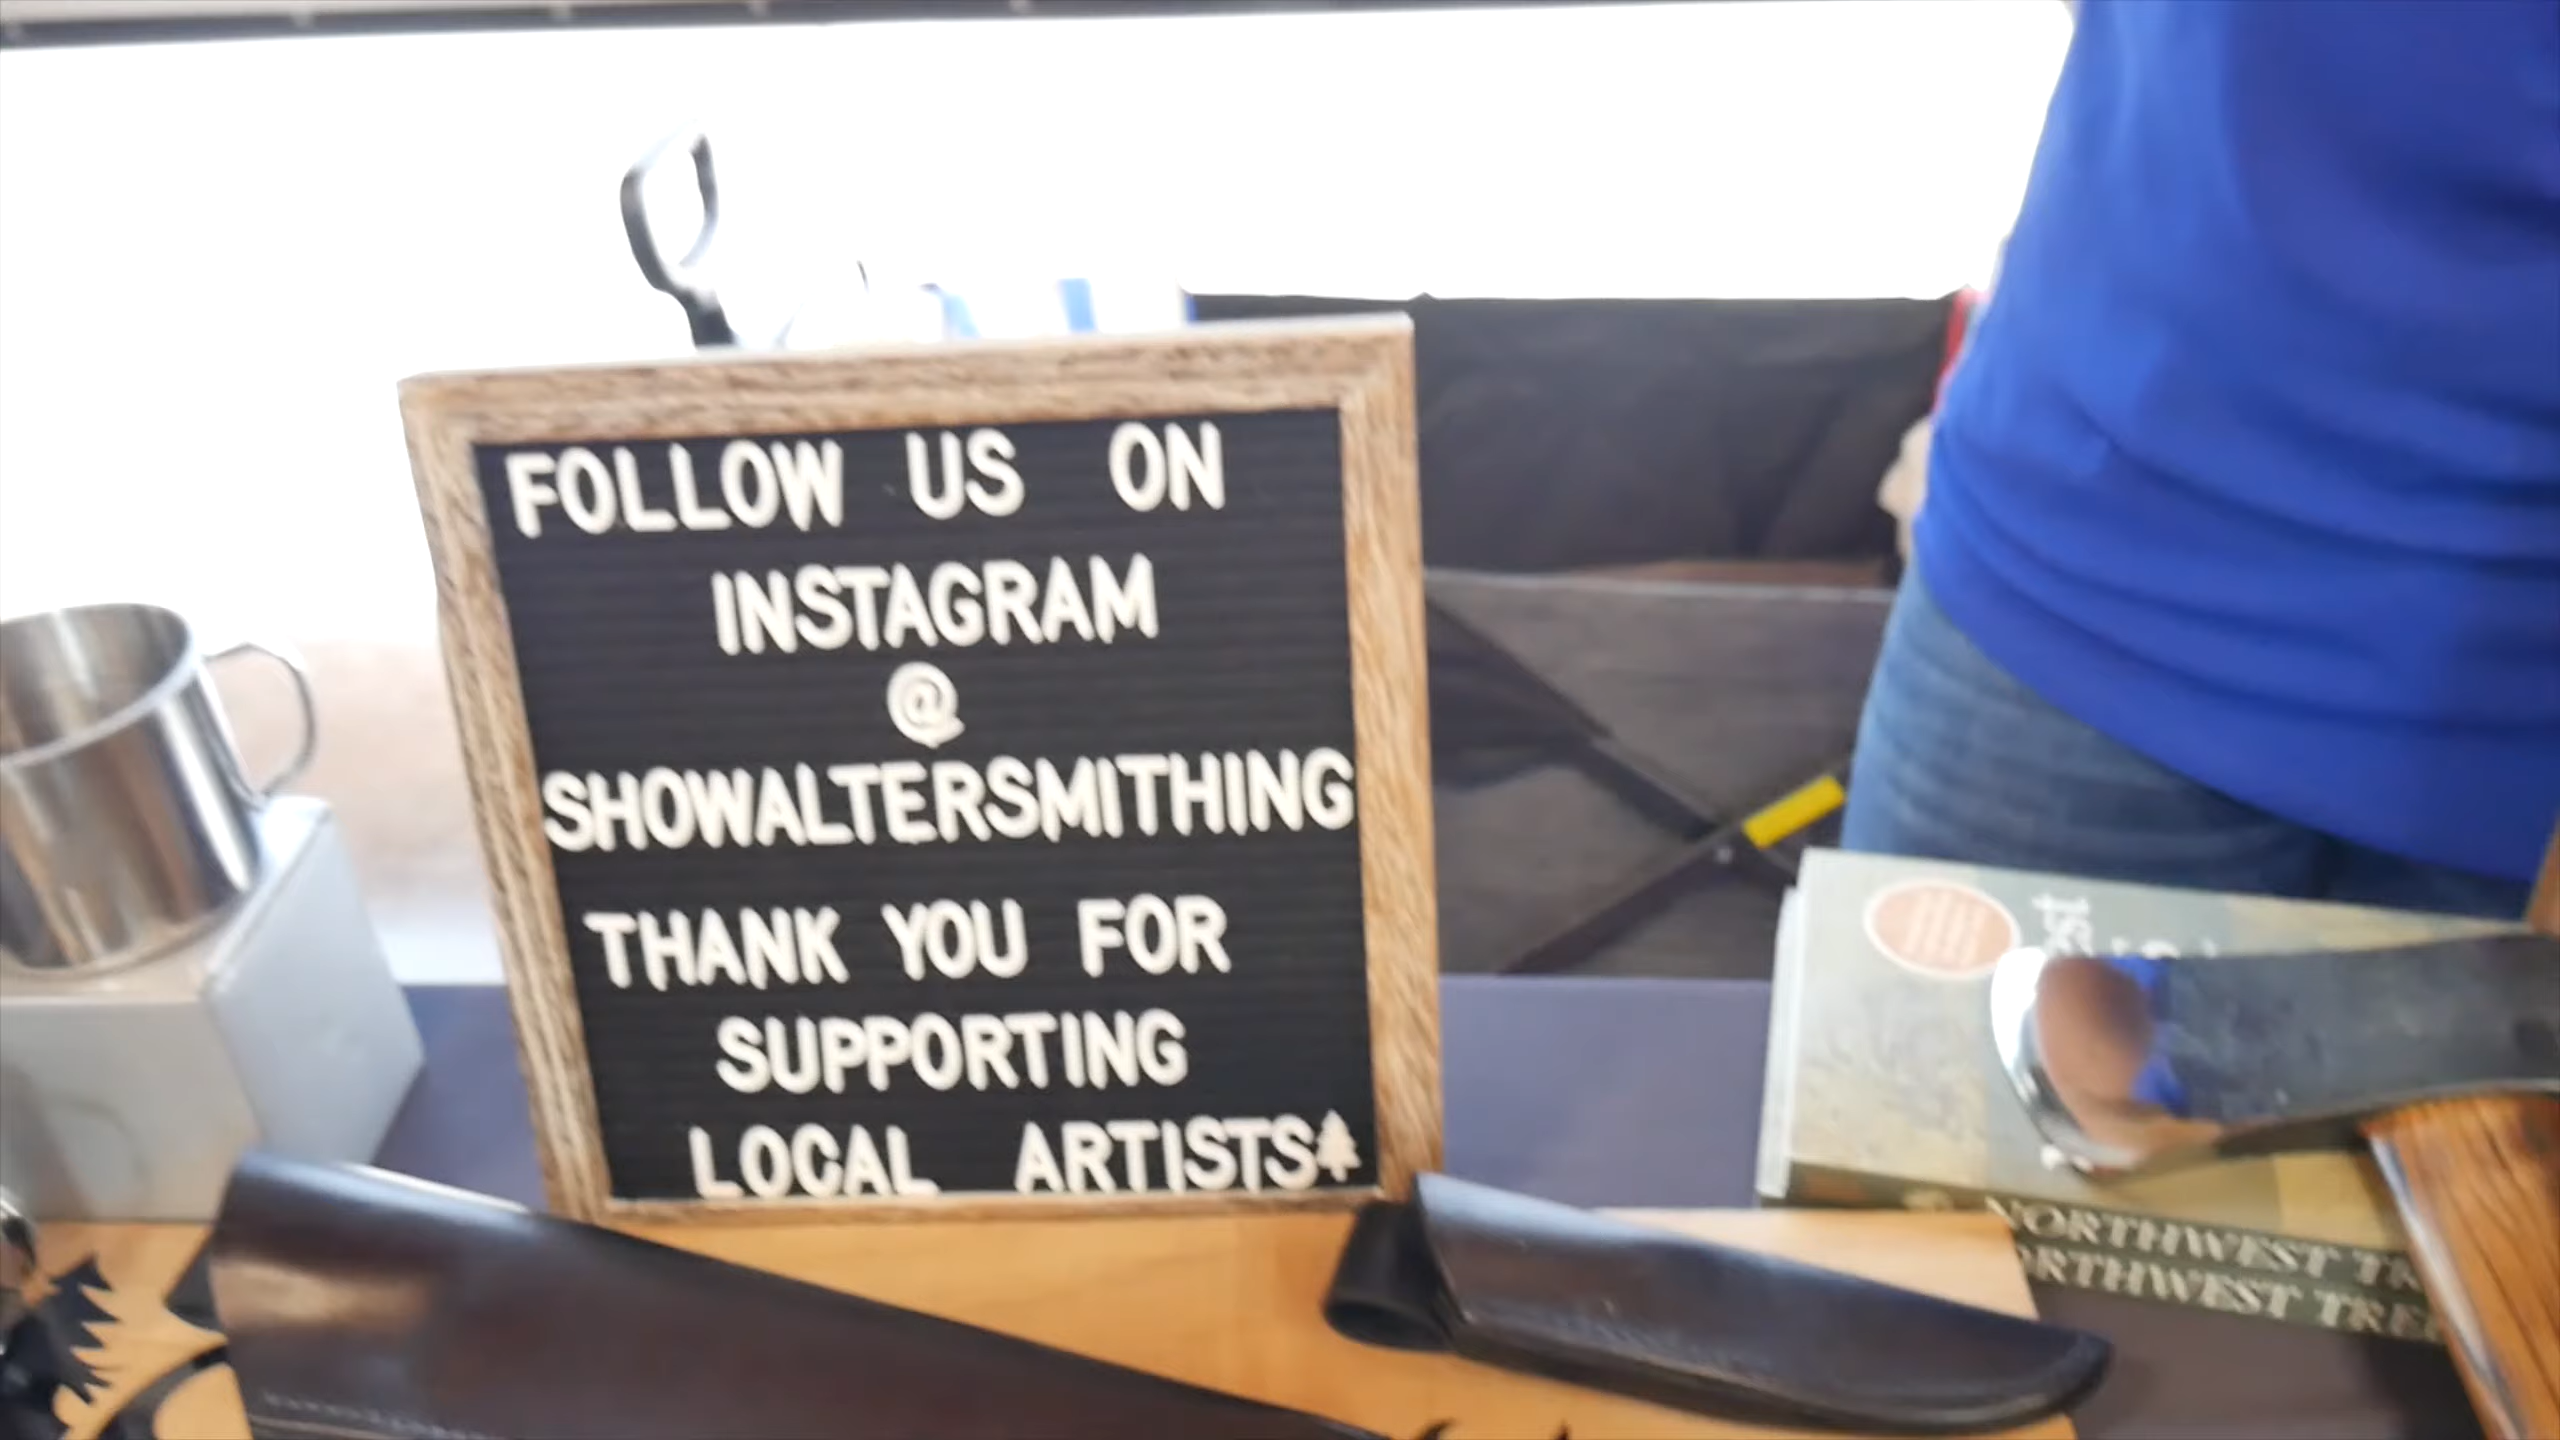 FOLLOW US ON
INSTAGRAM
@
SHOWALTERSMITHING
THANK YOU FOR
SUPPORTING
LOCAL ARTISTS
NORTHWEST
NORTHWEST